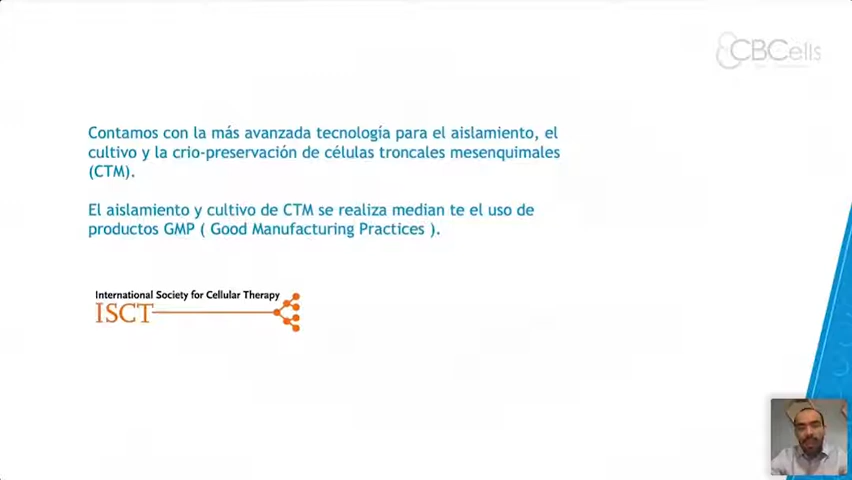 CBCells
Contamos con la más avanzada tecnología para el aislamiento, el
cultivo y la crio-preservación de células troncales mesenquimales
(CTM).
El aislamiento y cultivo de CTM se realiza median te el uso de
productos GMP ( Good Manufacturing Practices ).
International Society for Cellular Therapy
ISCT